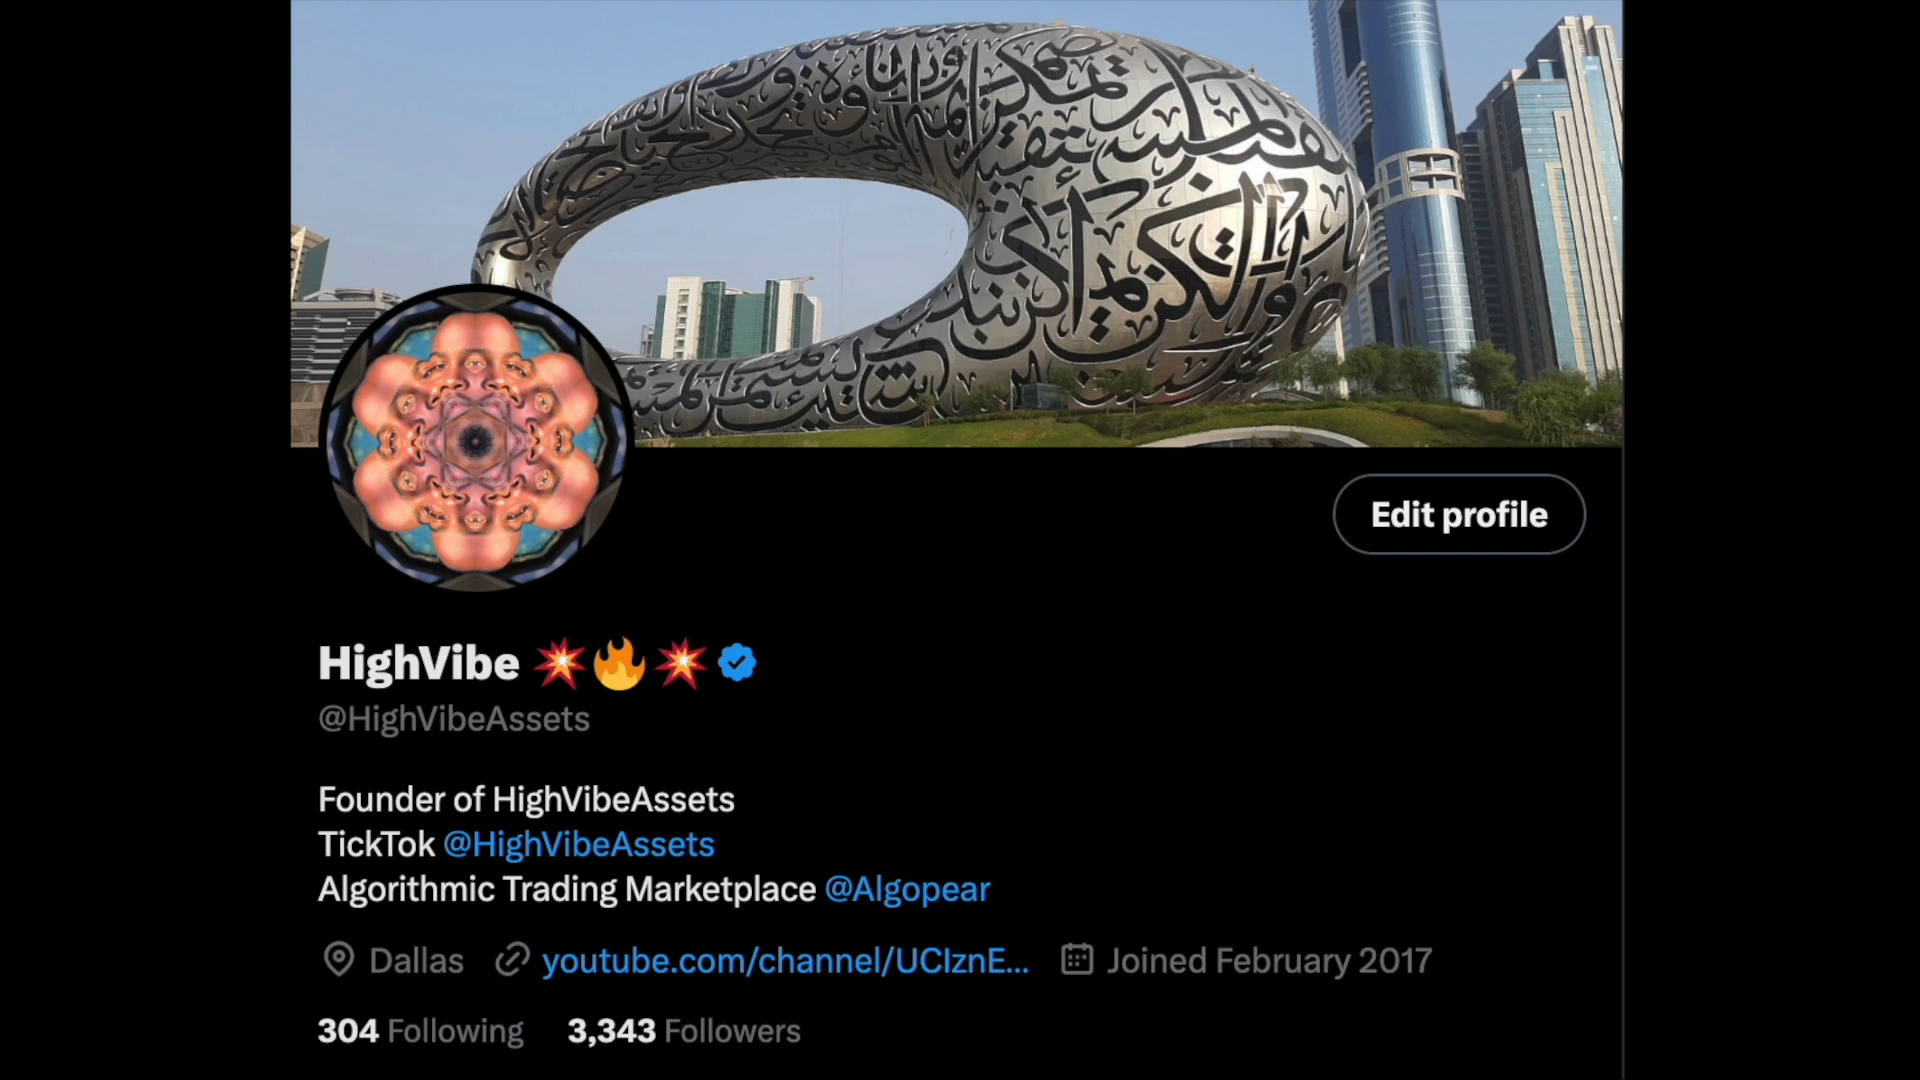 Edit profile
HighVibe 💥🔥💥
@HighVibeAssets
Founder of HighVibeAssets
TickTok @HighVibeAssets
Algorithmic Trading Marketplace @Algopear
Dallas youtube.com/channel/UCIznE... Joined February 2017
304 Following 3,343 Followers